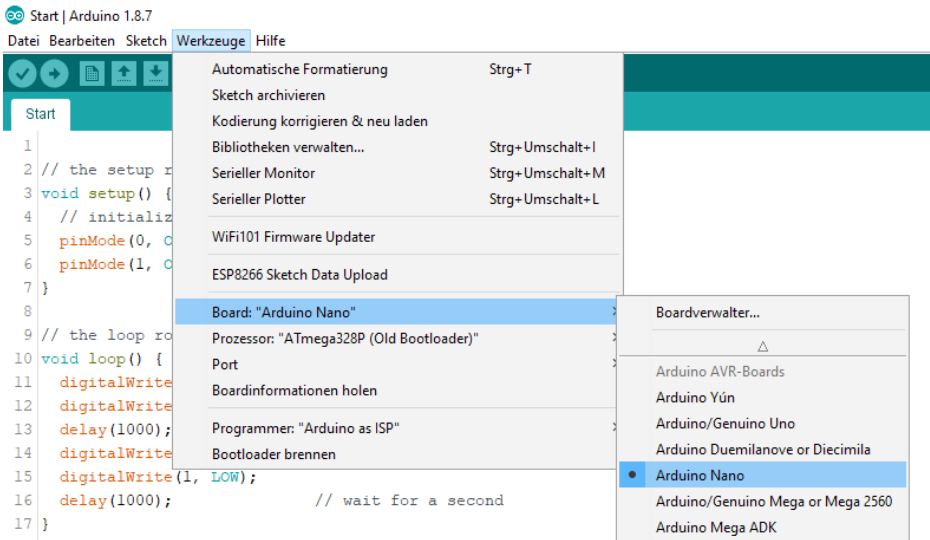 Start | Arduino 1.8.7
Datei Bearbeiten Sketch Werkzeuge Hilfe
Automatische Formatierung Strg+T
Sketch archivieren
Kodierung korrigieren & neu laden
Bibliotheken verwalten... Strg+Umschalt+I
Serieller Monitor Strg+Umschalt+M
Serieller Plotter Strg+Umschalt+L
WiFi101 Firmware Updater
ESP8266 Sketch Data Upload
Board: "Arduino Nano"
Prozessor: "ATmega328P (Old Bootloader)"
Port
Boardinformationen holen
Programmer: "Arduino as ISP"
Bootloader brennen
Boardverwalter...
Arduino AVR-Boards
Arduino Yún
Arduino/Genuino Uno
Arduino Duemilanove or Diecimila
Arduino Nano
Arduino/Genuino Mega or Mega 2560
Arduino Mega ADK
Start
1
2 // the setup r
3 void setup() {
4 // initializ
5 pinMode(0, O
6 pinMode(1, O
7 }
8
9 // the loop ro
10 void loop() {
11 digitalWrite
12 digitalWrite
13 delay(1000);
14 digitalWrite
15 digitalWrite(1, LOW);
16 delay(1000); // wait for a second
17 }